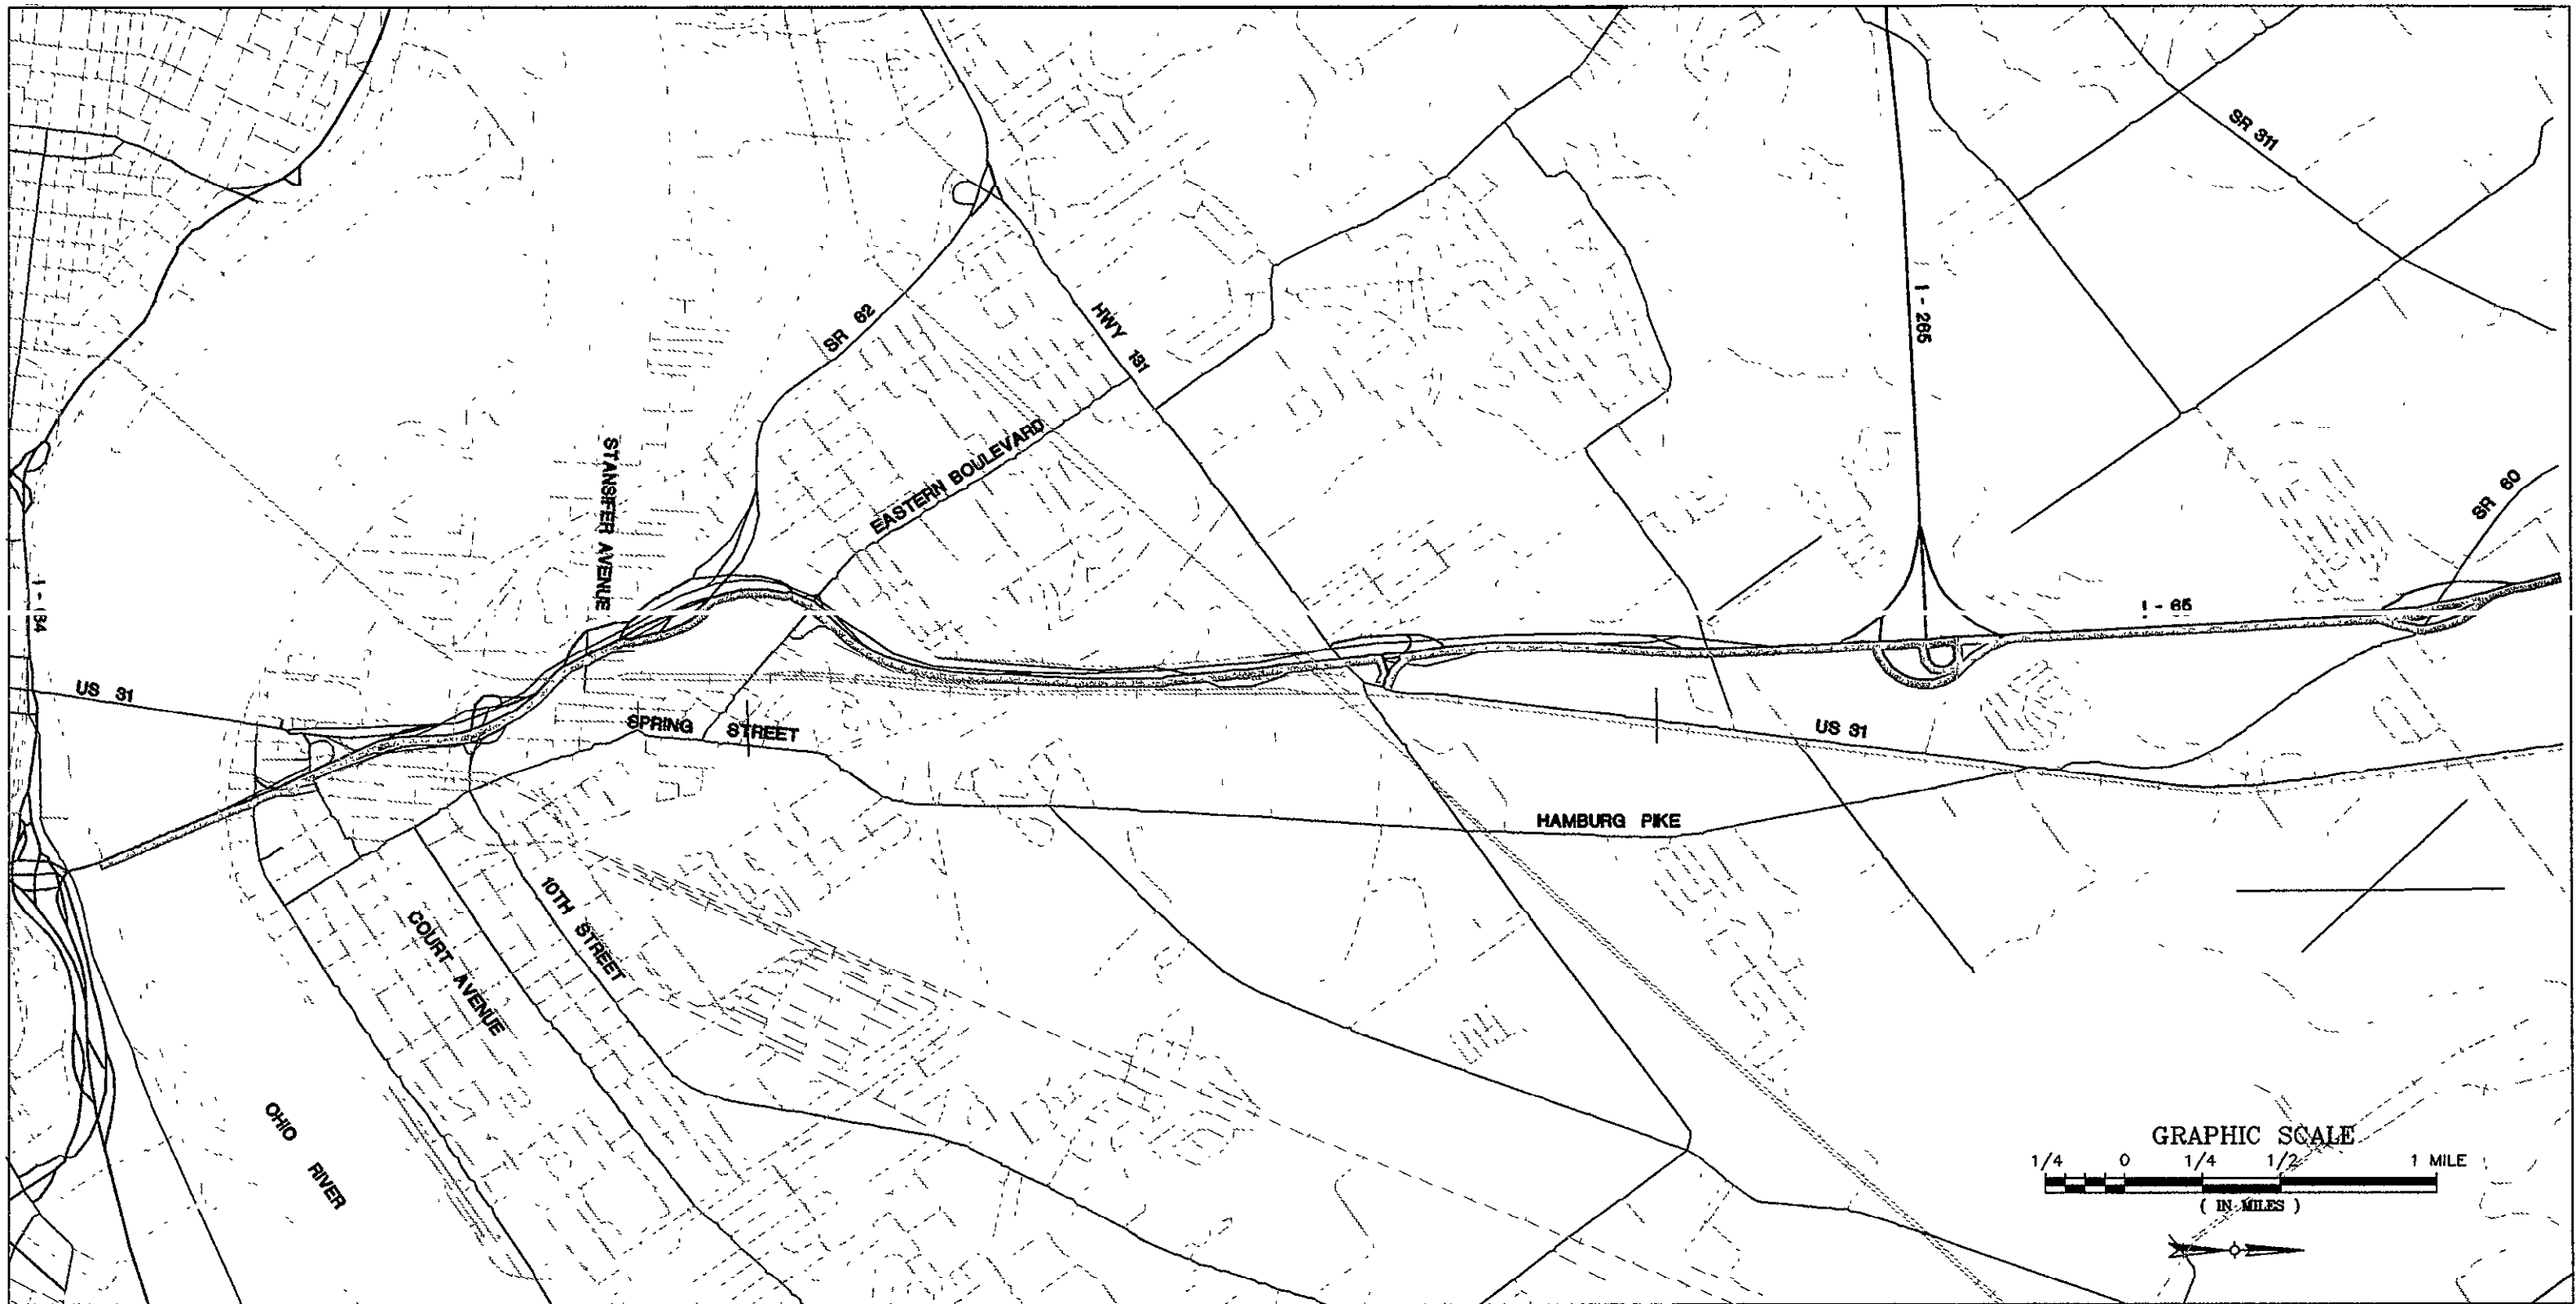 SR 311
I - 265
SR 62
HWY 131
STANSIFER AVENUE
EASTERN BOULEVARD
SR 60
I - 65
I - 64
US 31
SPRING STREET
US 31
HAMBURG PIKE
10TH STREET
COURT AVENUE
OHIO RIVER
GRAPHIC SCALE
1/4 0 1/4 1/2 1 MILE
( IN MILES )